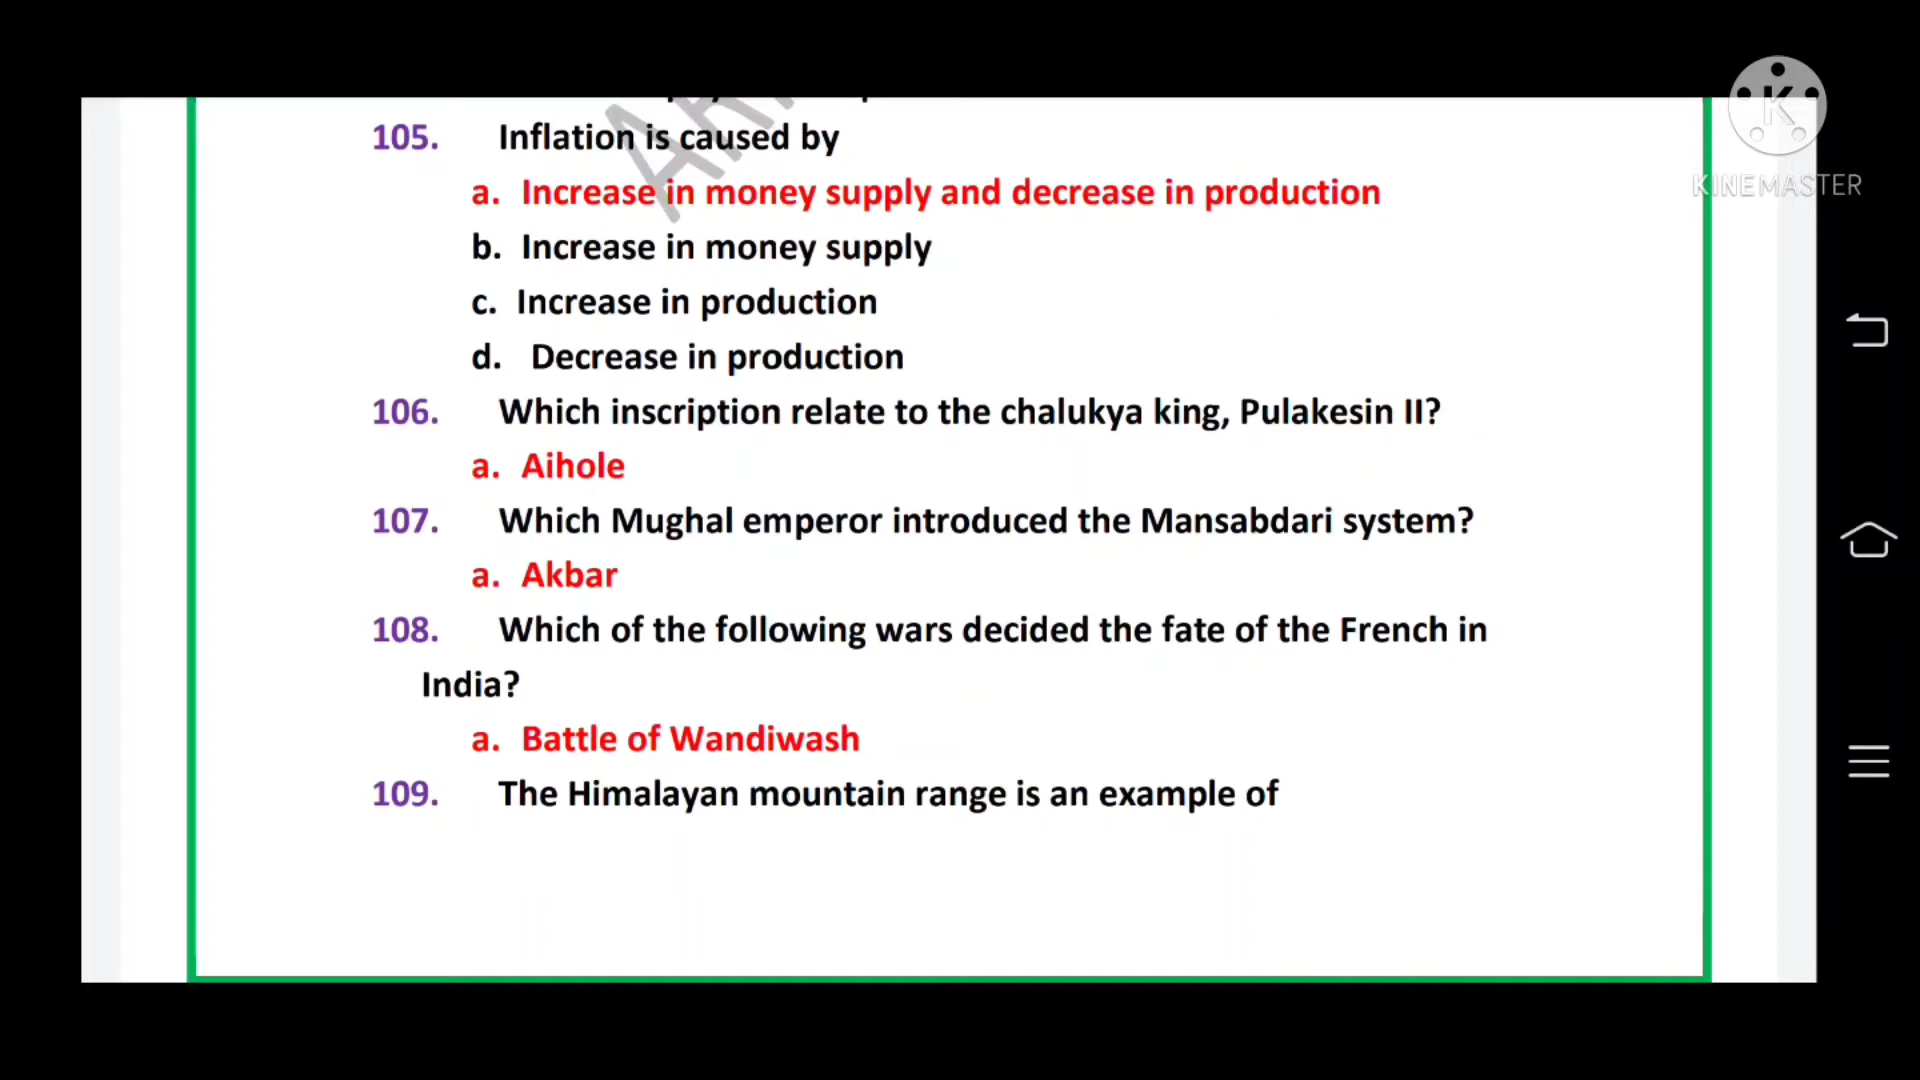 105. Inflation is caused by
a. Increase in money supply and decrease in production
b. Increase in money supply
c. Increase in production
d. Decrease in production
106. Which inscription relate to the chalukya king, Pulakesin II?
a. Aihole
107. Which Mughal emperor introduced the Mansabdari system?
a. Akbar
108. Which of the following wars decided the fate of the French in
India?
a. Battle of Wandiwash
109. The Himalayan mountain range is an example of
K
KINEMASTER